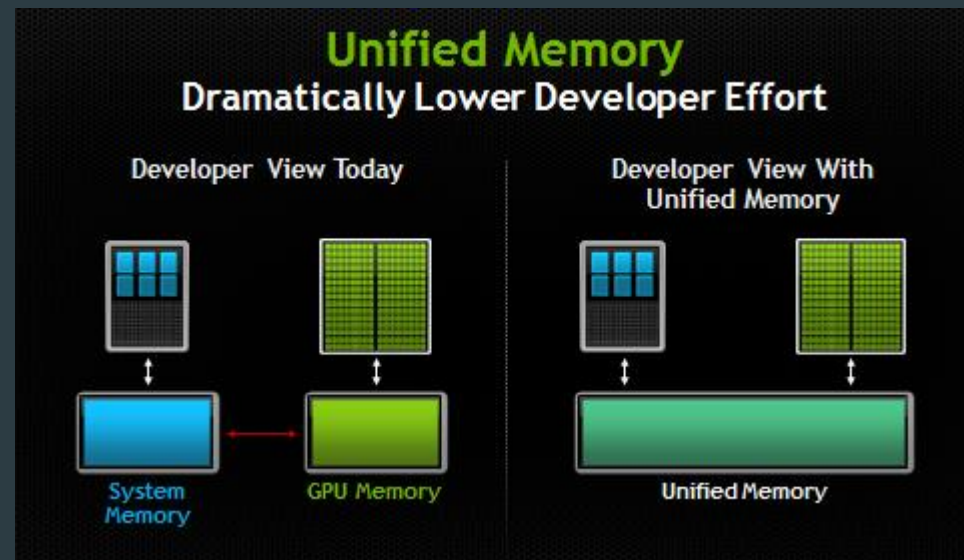 Unified Memory
Dramatically Lower Developer Effort
Developer View Today
Developer View With
Unified Memory
System
Memory
GPU Memory
Unified Memory